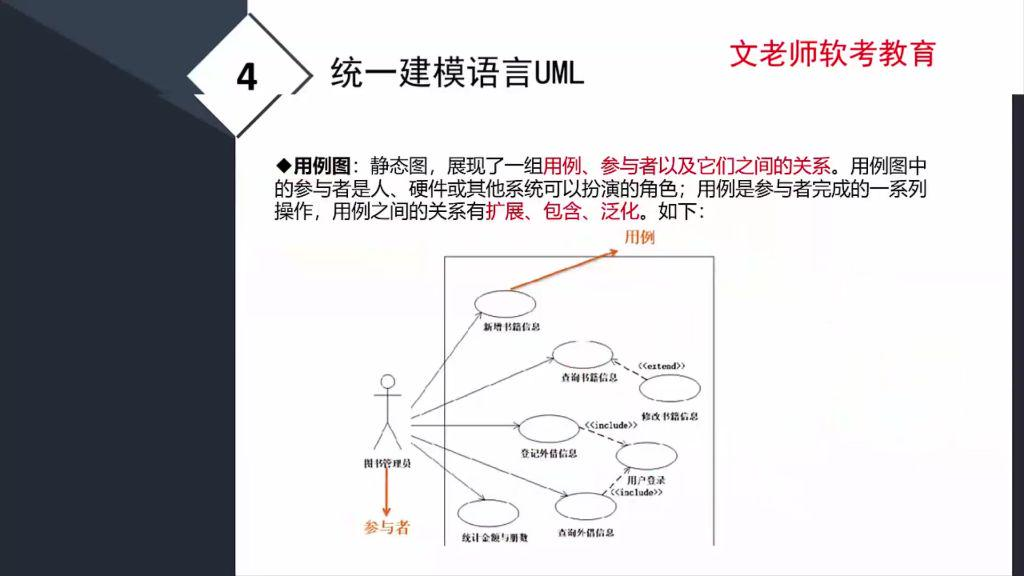 文老师软考教育
4
统一建模语言UML
◆用例图：静态图，展现了一组用例、参与者以及它们之间的关系。用例图中
的参与者是人、硬件或其他系统可以扮演的角色；用例是参与者完成的一系列
操作，用例之间的关系有扩展、包含、泛化。如下：
用例
新增书籍信息
查询书籍信息
<<extend>>
修改书籍信息
<<include>>
登记外借信息
图书管理员
用户登录
<<include>>
参与者
统计金额与册数
查询外借信息